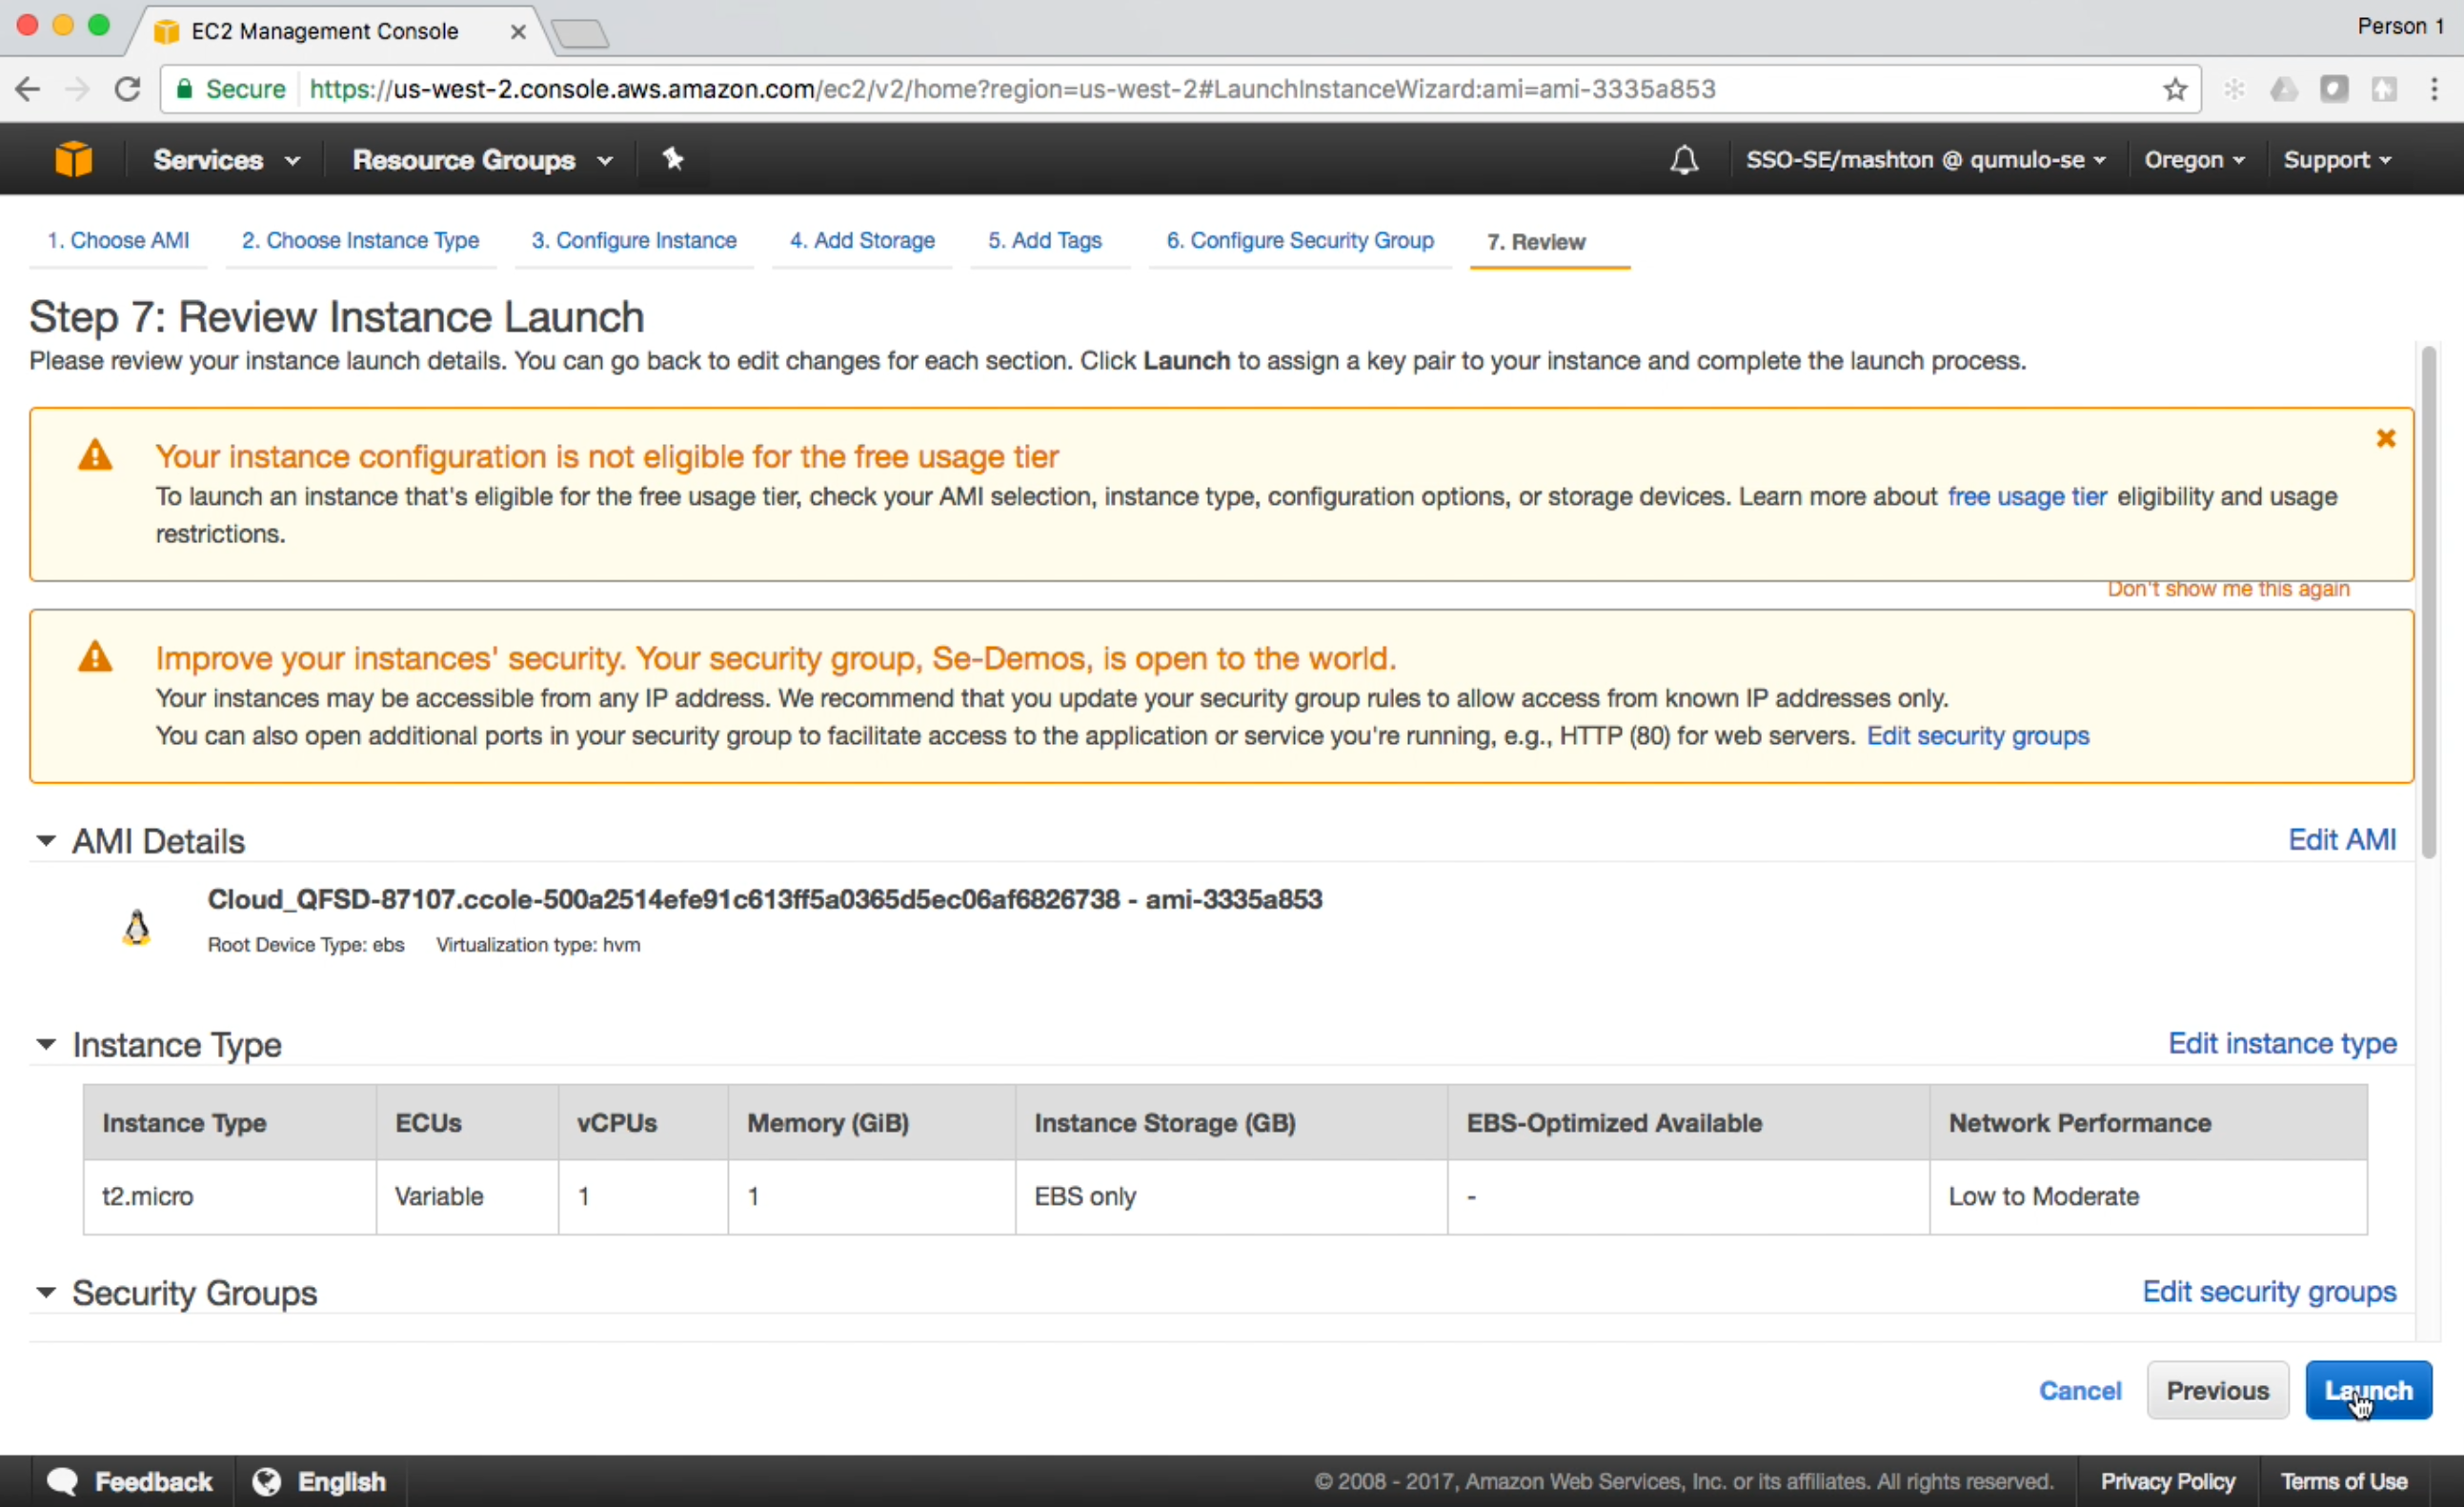 EC2 Management Console
Person 1
Secure https://us-west-2.console.aws.amazon.com/ec2/v2/home?region=us-west-2#LaunchInstanceWizard:ami=ami-3335a853
Services Resource Groups SSO-SE/mashton @ qumulo-se Oregon Support
1. Choose AMI 2. Choose Instance Type 3. Configure Instance 4. Add Storage 5. Add Tags 6. Configure Security Group 7. Review
Step 7: Review Instance Launch
Please review your instance launch details. You can go back to edit changes for each section. Click Launch to assign a key pair to your instance and complete the launch process.
Your instance configuration is not eligible for the free usage tier
To launch an instance that's eligible for the free usage tier, check your AMI selection, instance type, configuration options, or storage devices. Learn more about free usage tier eligibility and usage
restrictions.
Don't show me this again
Improve your instances' security. Your security group, Se-Demos, is open to the world.
Your instances may be accessible from any IP address. We recommend that you update your security group rules to allow access from known IP addresses only.
You can also open additional ports in your security group to facilitate access to the application or service you're running, e.g., HTTP (80) for web servers. Edit security groups
AMI Details Edit AMI
Cloud_QFSD-87107.ccole-500a2514efe91c613ff5a0365d5ec06af6826738 - ami-3335a853
Root Device Type: ebs Virtualization type: hvm
Instance Type Edit instance type
Instance Type ECUs vCPUs Memory (GiB) Instance Storage (GB) EBS-Optimized Available Network Performance
t2.micro Variable 1 1 EBS only - Low to Moderate
Security Groups Edit security groups
Cancel Previous Launch
Feedback English © 2008 - 2017, Amazon Web Services, Inc. or its affiliates. All rights reserved. Privacy Policy Terms of Use